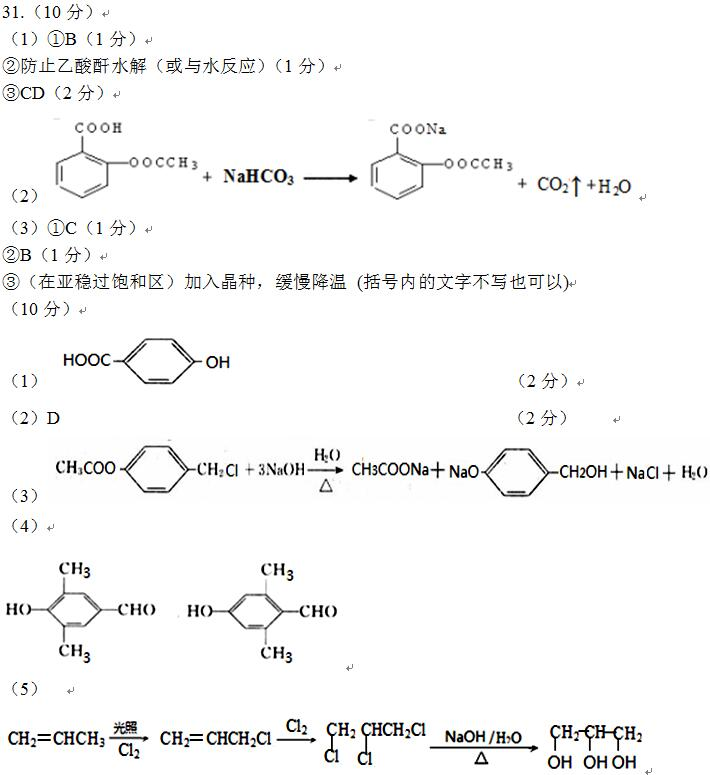 31.（10 分）
（1）①B（1 分）
②防止乙酸酐水解（或与水反应）（1 分）
③CD（2 分）
COOH COONa
OOCCH3 + NaHCO3 OOCCH3 + CO2↑ +H2O
（2）
（3）①C（1 分）
②B（1 分）
③（在亚稳过饱和区）加入晶种，缓慢降温 (括号内的文字不写也可以)
（10 分）
HOOC OH
（1） （2 分）
（2）D （2 分）
CH3COO CH2Cl + 3NaOH H2O △ CH3COONa + NaO CH2OH + NaCl + H2O
（3）
（4）
CH3 CH3
HO CHO HO CHO
CH3 CH3
（5）
CH2=CHCH3 光照 Cl2 CH2=CHCH2Cl Cl2 CH2 CHCH2Cl NaOH/H2O △ CH2-CH-CH2
Cl Cl OH OH OH